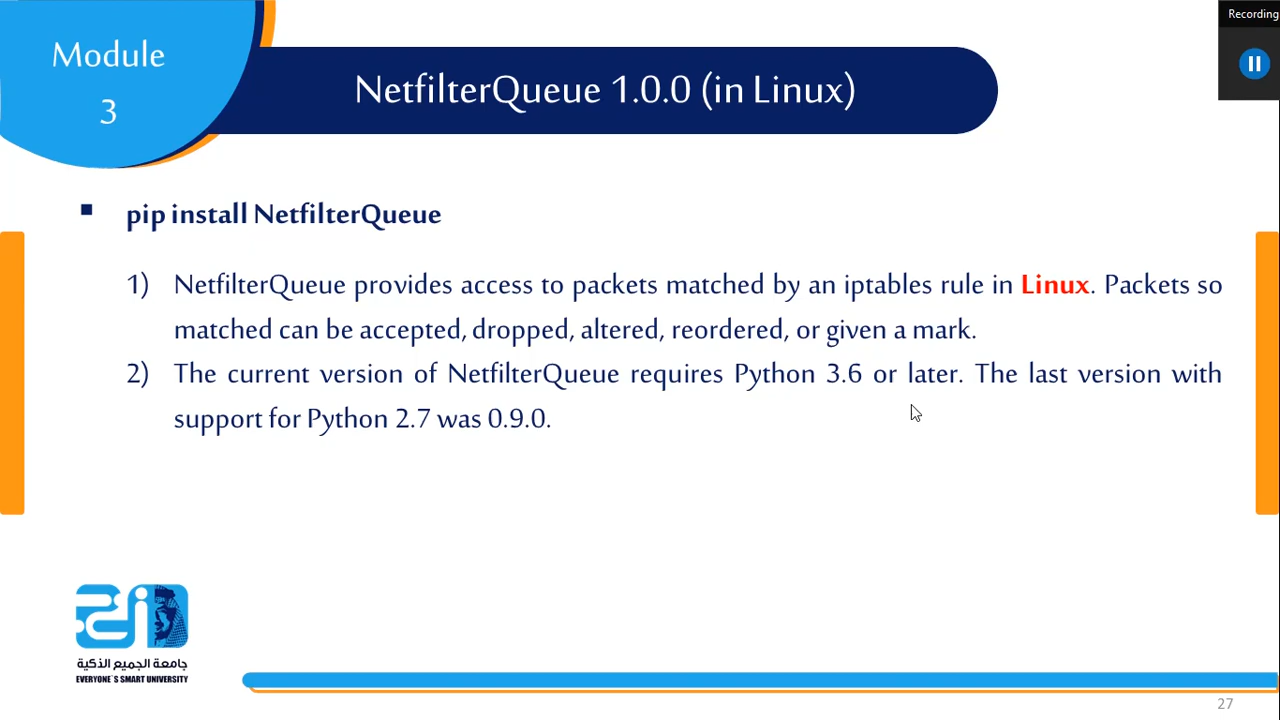 Recording
Module
3
NetfilterQueue 1.0.0 (in Linux)
▪ pip install NetfilterQueue
1) NetfilterQueue provides access to packets matched by an iptables rule in Linux. Packets so
matched can be accepted, dropped, altered, reordered, or given a mark.
2) The current version of NetfilterQueue requires Python 3.6 or later. The last version with
support for Python 2.7 was 0.9.0.
جامعة الجميع الذكية
EVERYONE`S SMART UNIVERSITY
27